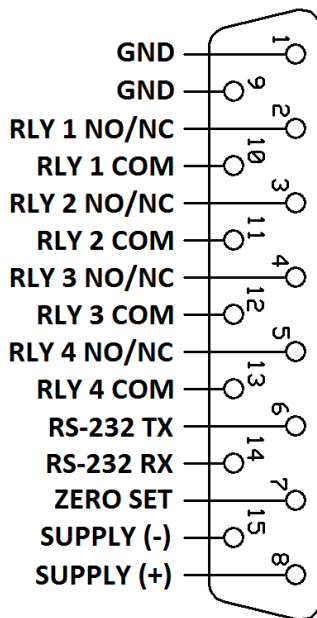 GND 1
GND 9
RLY 1 NO/NC 2
RLY 1 COM 10
RLY 2 NO/NC 3
RLY 2 COM 11
RLY 3 NO/NC 4
RLY 3 COM 12
RLY 4 NO/NC 5
RLY 4 COM 13
RS-232 TX 6
RS-232 RX 14
ZERO SET 7
SUPPLY (-) 15
SUPPLY (+) 8